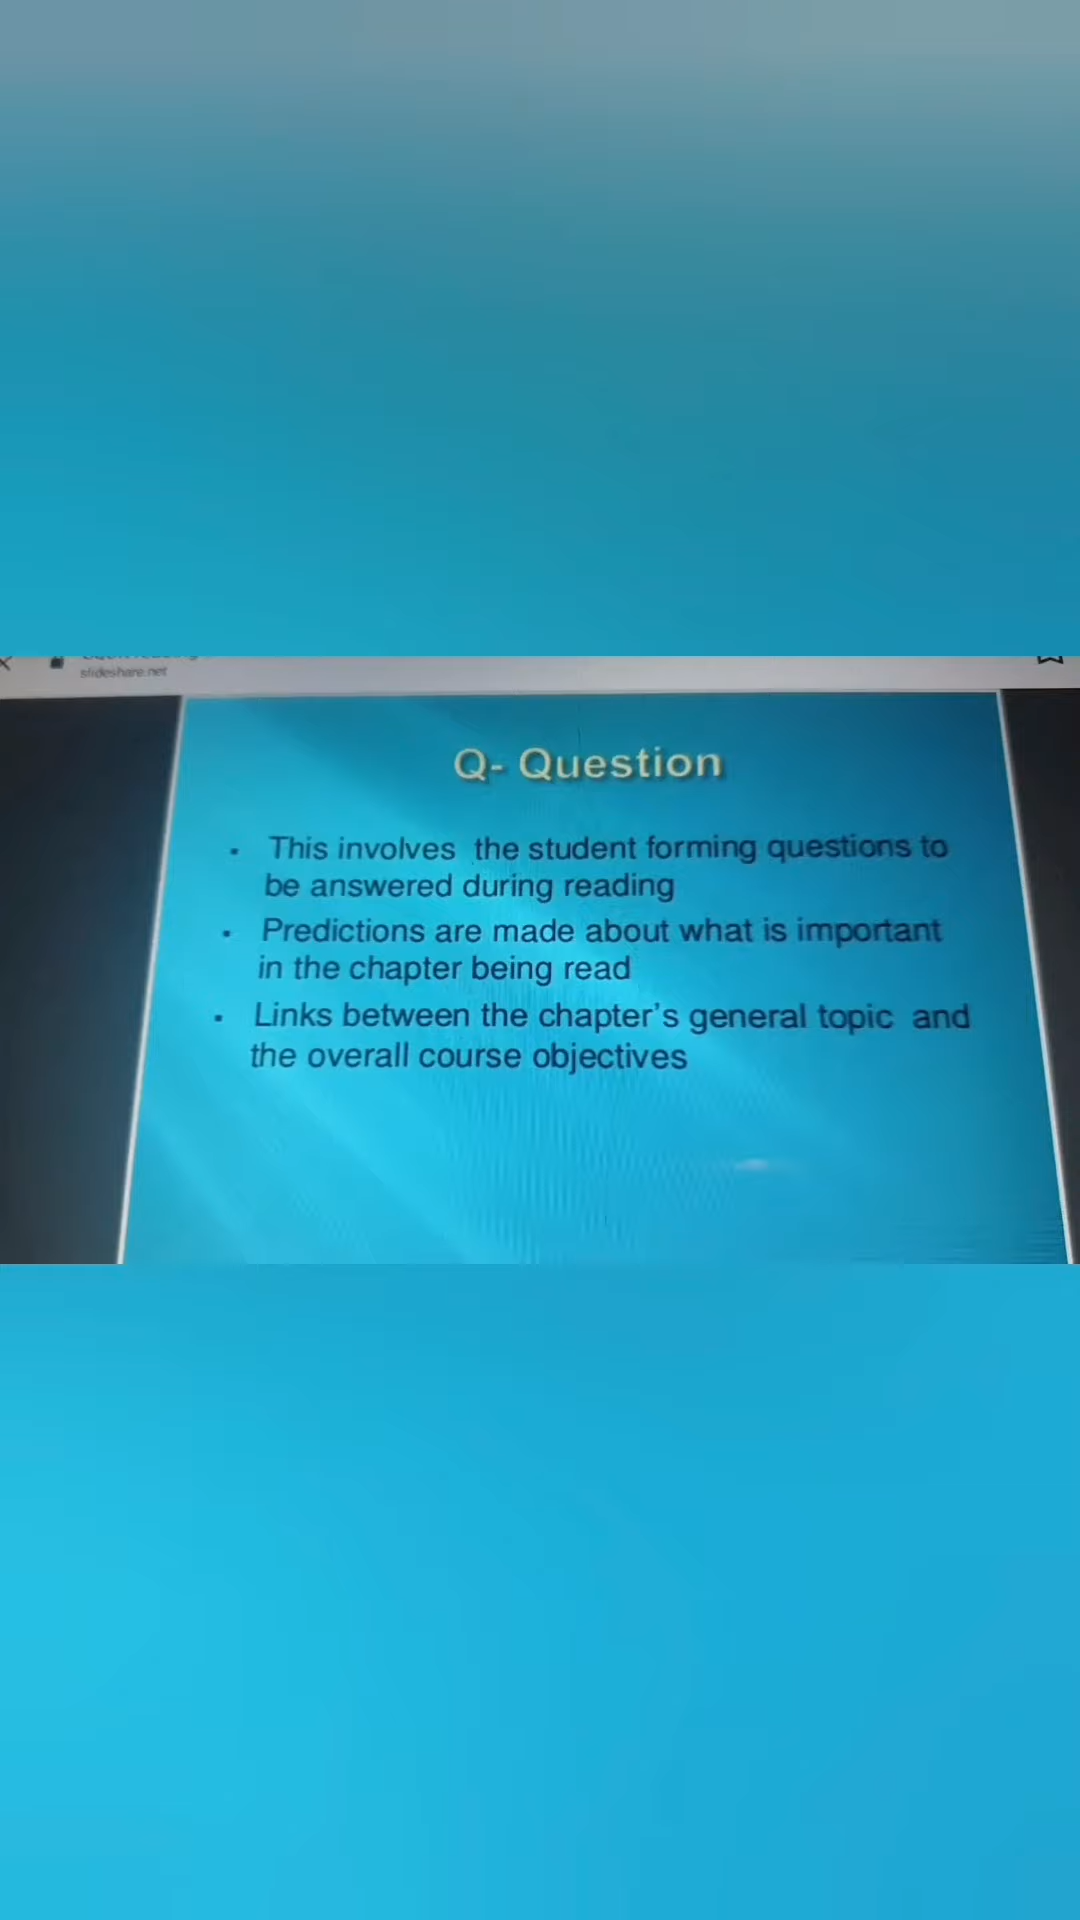 slideshare.net
Q- Question
▪ This involves the student forming questions to
be answered during reading
▪ Predictions are made about what is important
in the chapter being read
▪ Links between the chapter's general topic and
the overall course objectives